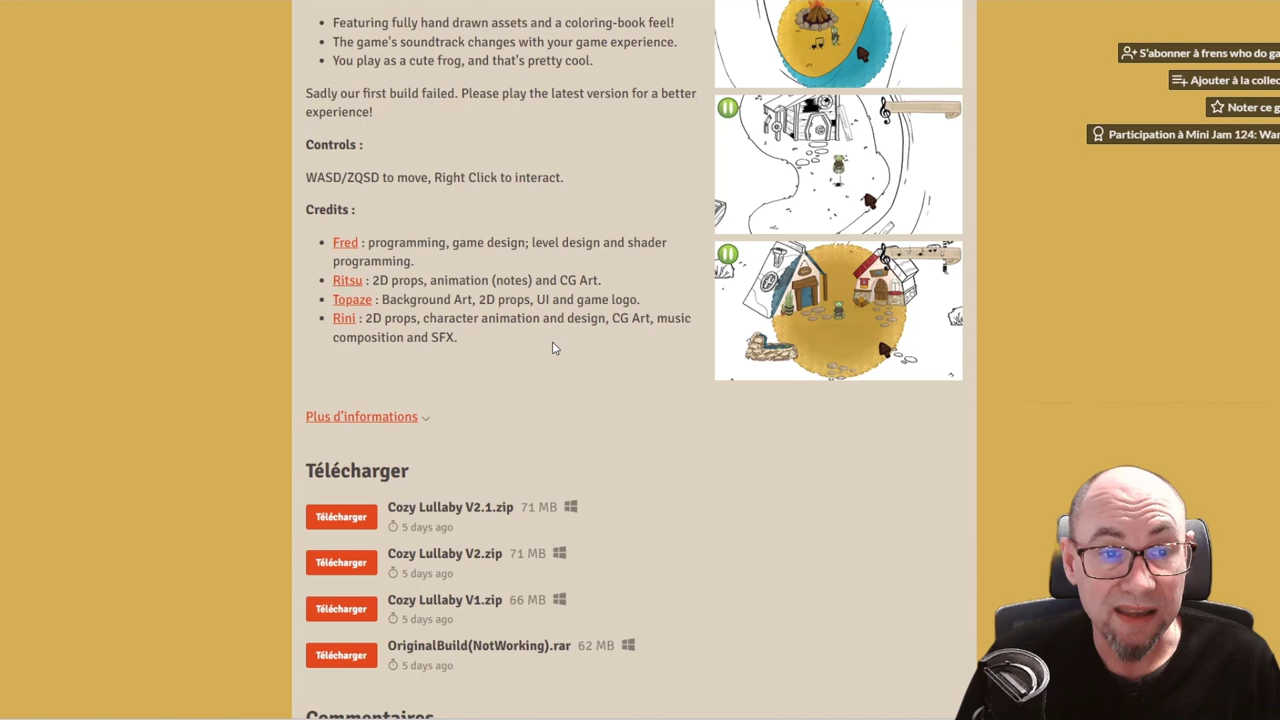 Featuring fully hand drawn assets and a coloring-book feel!
The game's soundtrack changes with your game experience.
You play as a cute frog, and that's pretty cool.
Sadly our first build failed. Please play the latest version for a better
experience!
Controls :
WASD/ZQSD to move, Right Click to interact.
Credits :
Fred : programming, game design; level design and shader
programming.
Ritsu : 2D props, animation (notes) and CG Art.
Topaze : Background Art, 2D props, UI and game logo.
Rini : 2D props, character animation and design, CG Art, music
composition and SFX.
Plus d'informations
Télécharger
Télécharger Cozy Lullaby V2.1.zip 71 MB
5 days ago
Télécharger Cozy Lullaby V2.zip 71 MB
5 days ago
Télécharger Cozy Lullaby V1.zip 66 MB
5 days ago
Télécharger OriginalBuild(NotWorking).rar 62 MB
5 days ago
Commentaires
S'abonner à frens who do ga
Ajouter à la collec
Noter ce g
Participation à Mini Jam 124: War